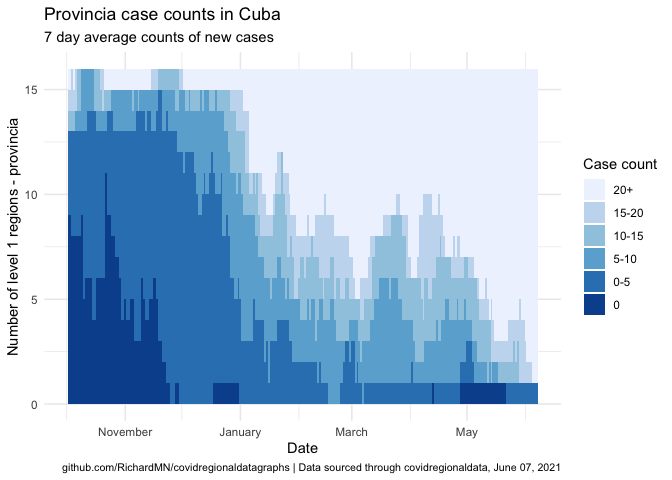 Provincia case counts in Cuba
7 day average counts of new cases
Number of level 1 regions - provincia
15
10
5
0
November
January
March
May
Date
Case count
20+
15-20
10-15
5-10
0-5
0
github.com/RichardMN/covidregionaldatagraphs | Data sourced through covidregionaldata, June 07, 2021